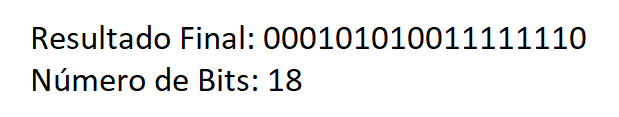 Resultado Final: 000101010011111110
Número de Bits: 18